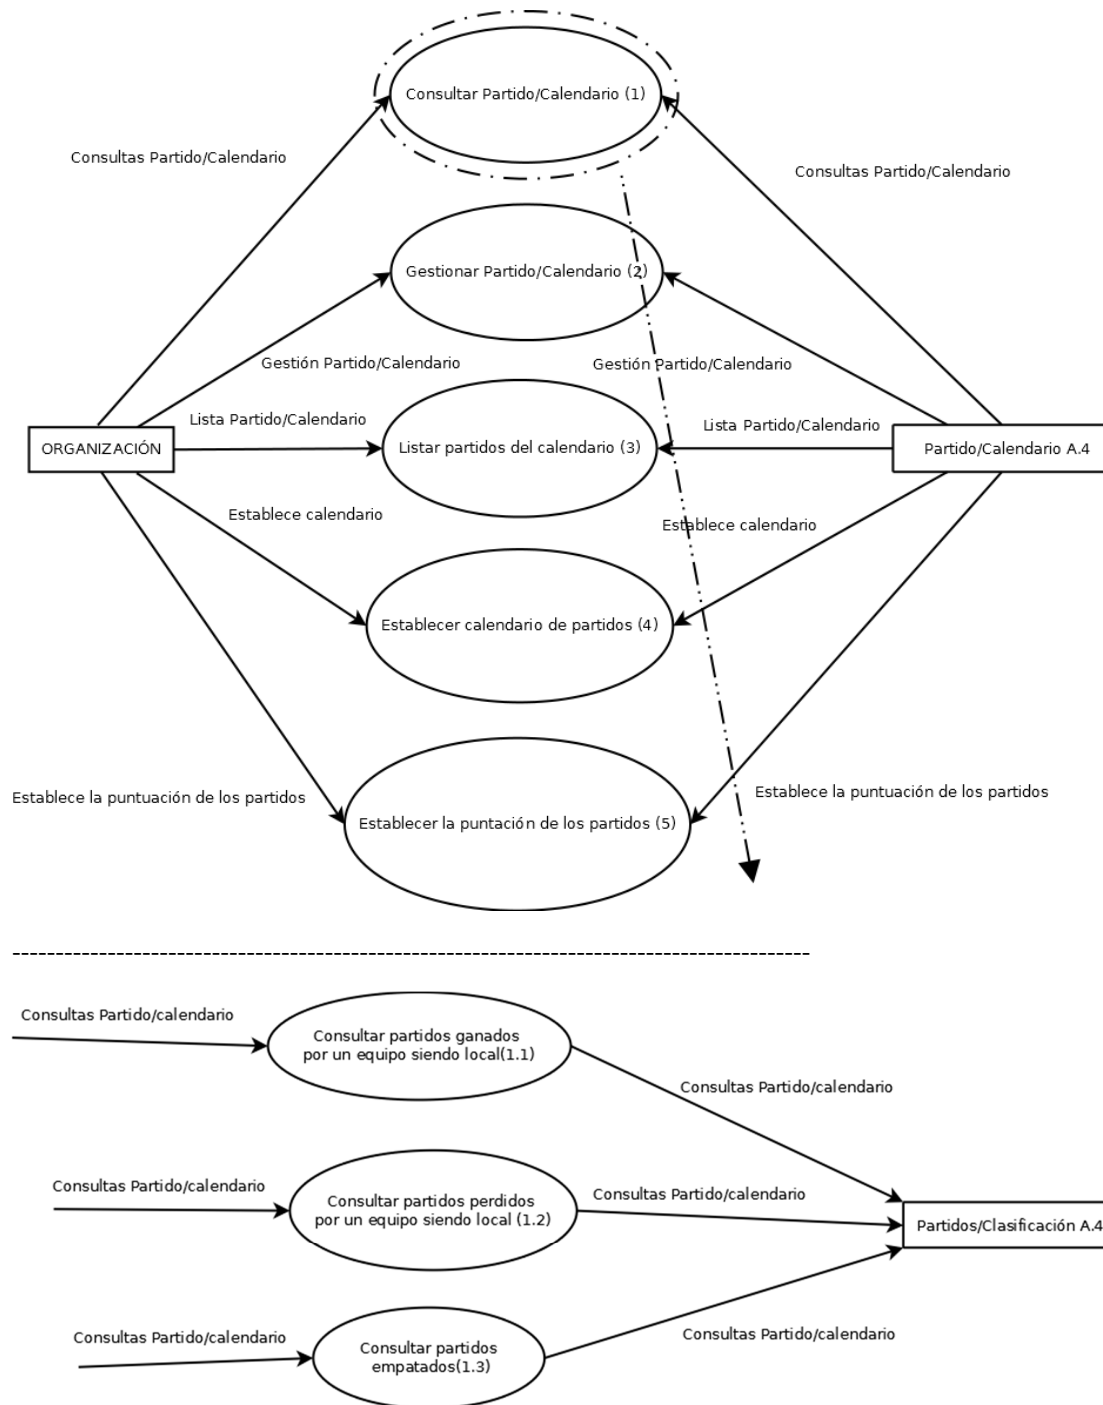 Consultar Partido/Calendario (1)
Consultas Partido/Calendario
Consultas Partido/Calendario
Gestionar Partido/Calendario (2)
Gestión Partido/Calendario
Gestión Partido/Calendario
Lista Partido/Calendario
Lista Partido/Calendario
ORGANIZACIÓN
Listar partidos del calendario (3)
Partido/Calendario A.4
Establece calendario
Establece calendario
Establecer calendario de partidos (4)
Establece la puntuación de los partidos
Establece la puntuación de los partidos
Establecer la puntación de los partidos (5)
Consultas Partido/calendario
Consultar partidos ganados
por un equipo siendo local(1.1)
Consultas Partido/calendario
Consultas Partido/calendario
Consultar partidos perdidos
por un equipo siendo local (1.2)
Consultas Partido/calendario
Partidos/Clasificación A.4
Consultas Partido/calendario
Consultar partidos
empatados(1.3)
Consultas Partido/calendario